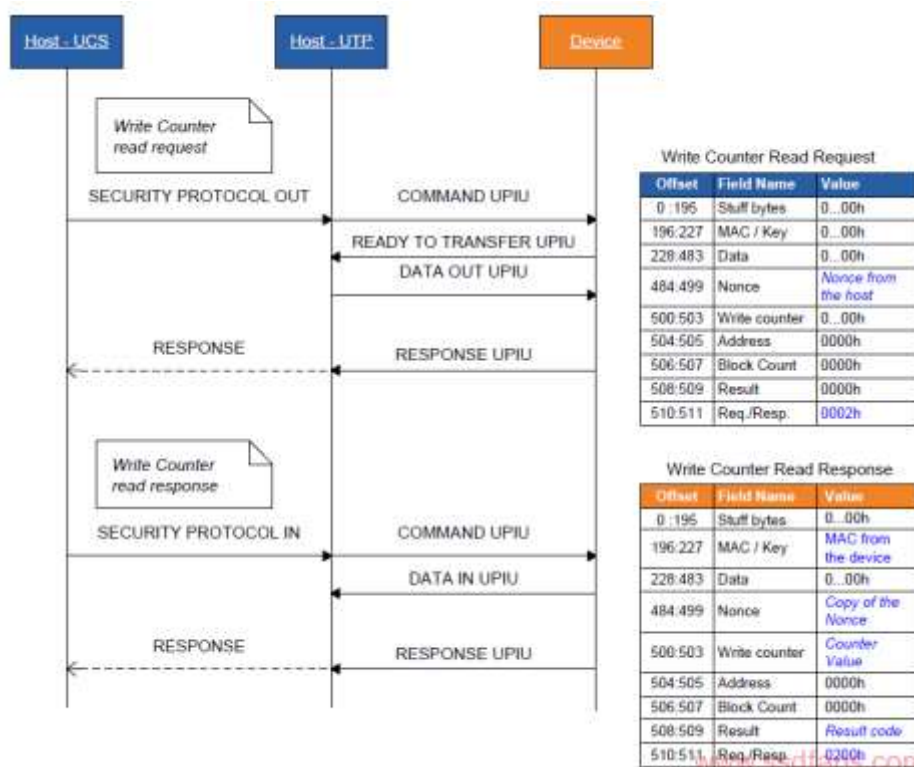 Host - UCS
Host - UTP
Device
Write Counter
read request
SECURITY PROTOCOL OUT
COMMAND UPIU
READY TO TRANSFER UPIU
DATA OUT UPIU
RESPONSE
RESPONSE UPIU
Write Counter
read response
SECURITY PROTOCOL IN
COMMAND UPIU
DATA IN UPIU
RESPONSE
RESPONSE UPIU
Write Counter Read Request
Offset Field Name Value
0 :195 Stuff bytes 0...00h
196:227 MAC / Key 0...00h
228:483 Data 0...00h
484:499 Nonce Nonce from
the host
500:503 Write counter 0...00h
504:505 Address 0000h
506:507 Block Count 0000h
508:509 Result 0000h
510:511 Req./Resp. 0002h
Write Counter Read Response
Offset Field Name Value
0 :195 Stuff bytes 0...00h
196:227 MAC / Key MAC from
the device
228:483 Data 0...00h
484:499 Nonce Copy of the
Nonce
500:503 Write counter Counter
Value
504:505 Address 0000h
506:507 Block Count 0000h
508:509 Result Result code
510:511 Req./Resp. 0200h
www.ssdfans.com